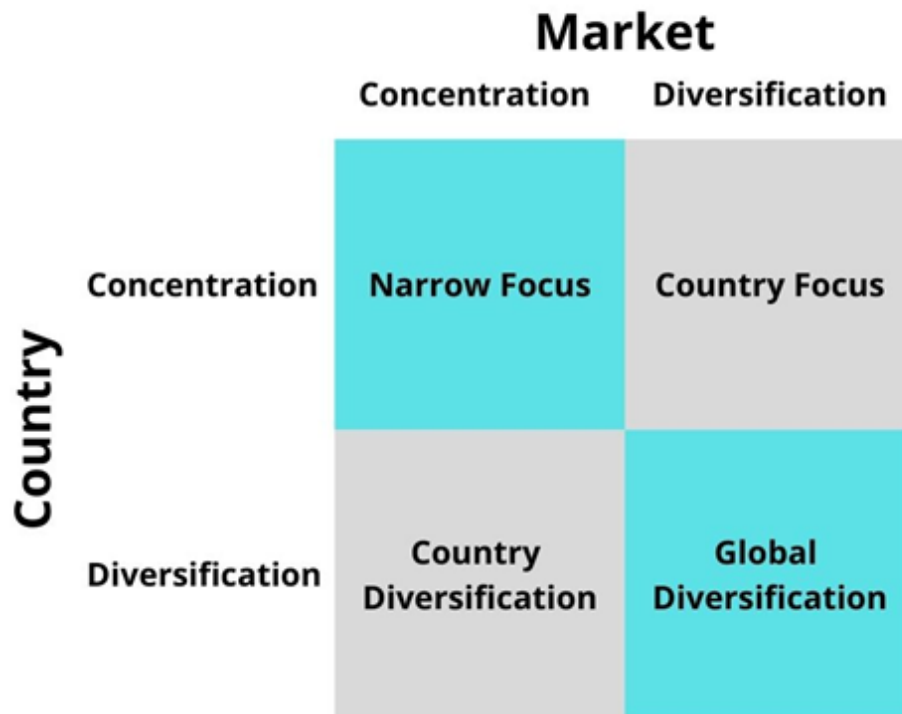 Market
Concentration
Diversification
Country
Concentration
Narrow Focus
Country Focus
Diversification
Country
Diversification
Global
Diversification